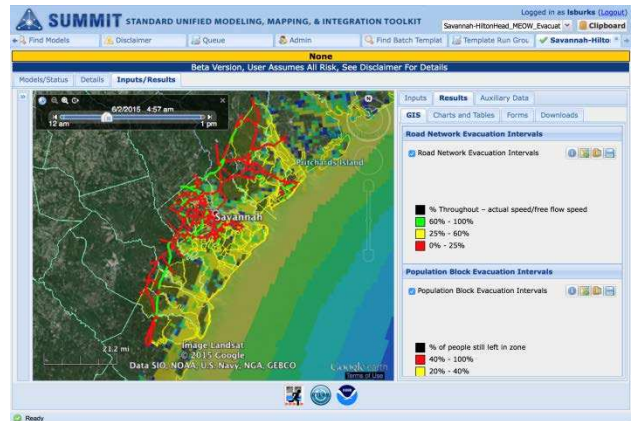 Logged in as lsburks (Logout)
SUMMIT STANDARD UNIFIED MODELING, MAPPING, & INTEGRATION TOOLKIT
Savannah-HiltonHead_MEOW_Evacuat
Clipboard
Find Models
Disclaimer
Queue
Admin
Find Batch Templat
Template Run Grou
Savannah-Hilto
None
Beta Version, User Assumes All Risk, See Disclaimer For Details
Models/Status
Details
Inputs/Results
6/2/2015 4:57 am
12 am
1 pm
N
Pritchards Island
Savannah
21.2 mi
Image Landsat
© 2015 Google
Data SIO, NOAA, U.S. Navy, NGA, GEBCO
Google earth
Terms of Use
Inputs
Results
Auxiliary Data
GIS
Charts and Tables
Forms
Downloads
Road Network Evacuation Intervals
Road Network Evacuation Intervals
% Throughout – actual speed/free flow speed
60% - 100%
25% - 60%
0% - 25%
Population Block Evacuation Intervals
Population Block Evacuation Intervals
% of people still left in zone
40% - 100%
20% - 40%
Ready